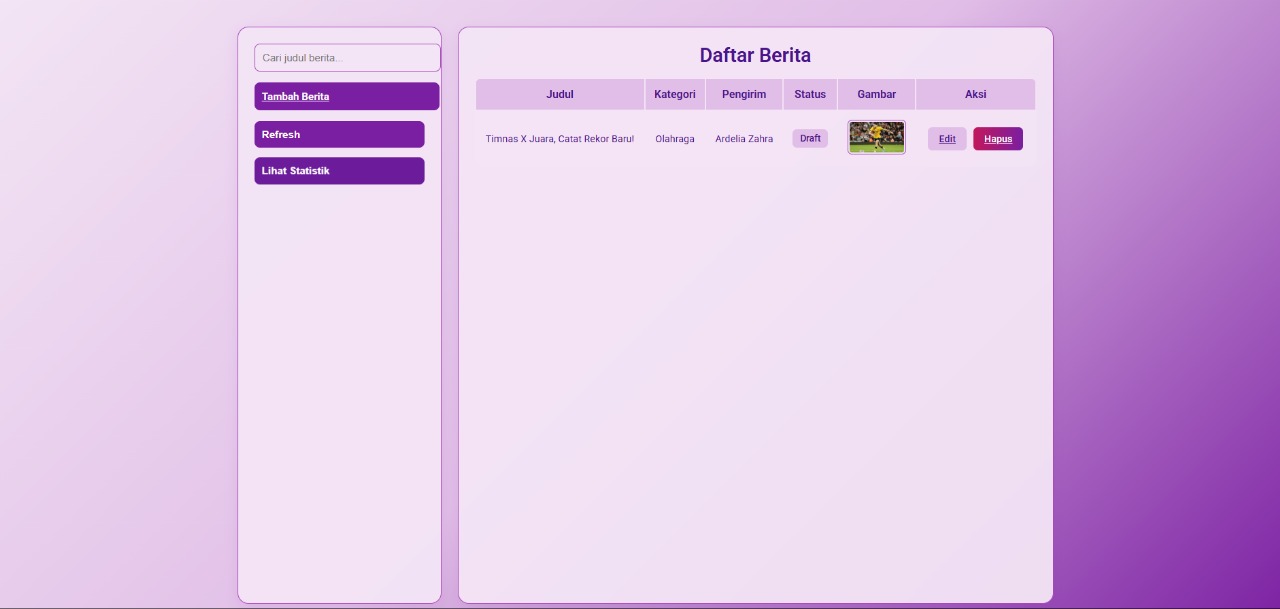 Cari judul berita...
Tambah Berita
Refresh
Lihat Statistik
Daftar Berita
Judul Kategori Pengirim Status Gambar Aksi
Timnas X Juara, Catat Rekor Baru! Olahraga Ardelia Zahra Draft Edit Hapus